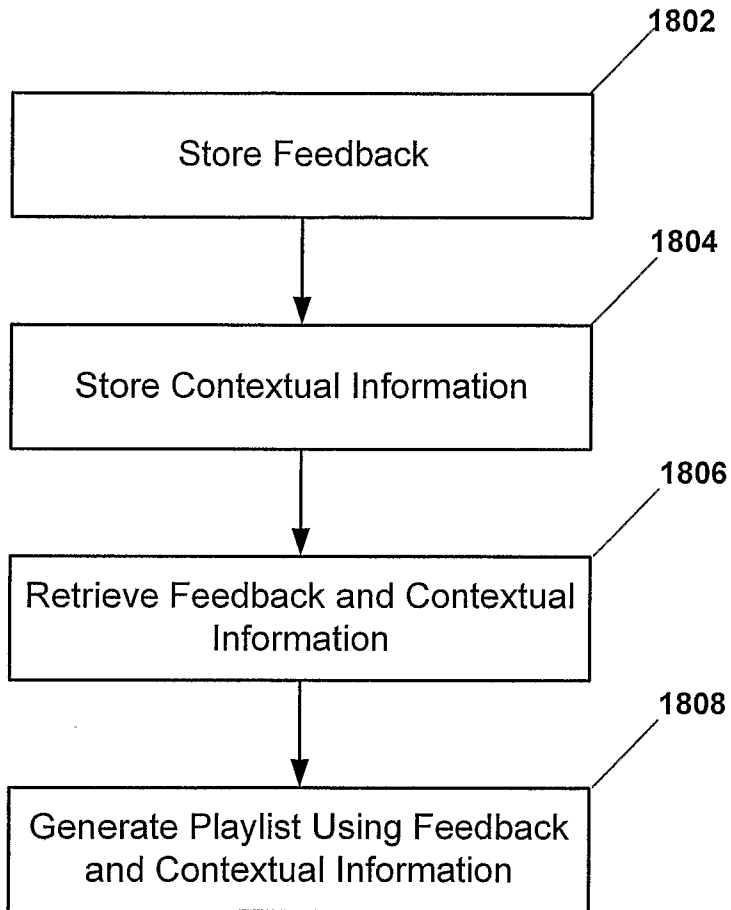 1802
Store Feedback
1804
Store Contextual Information
1806
Retrieve Feedback and Contextual
Information
1808
Generate Playlist Using Feedback
and Contextual Information